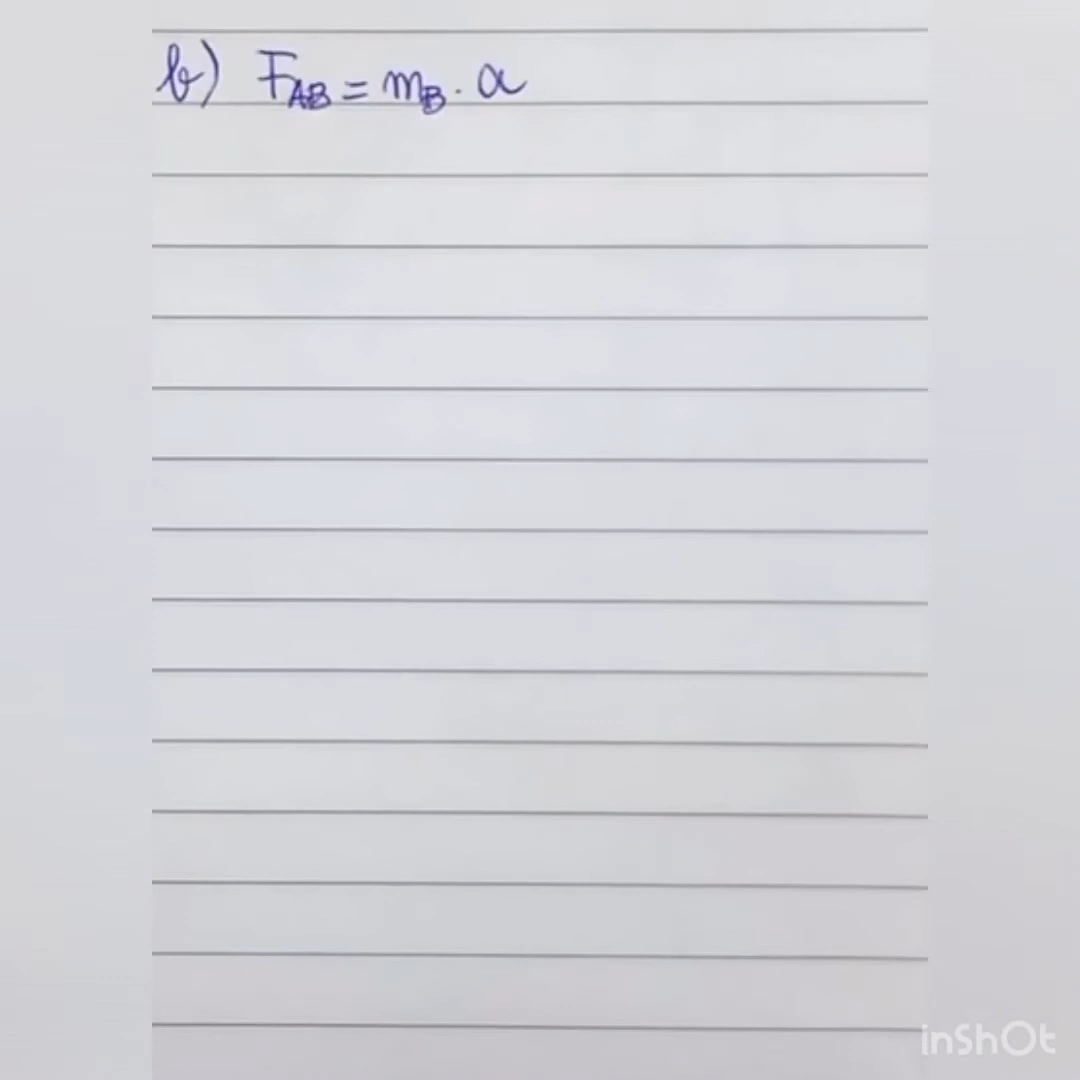 b) F_AB = m_B . a
InShOt